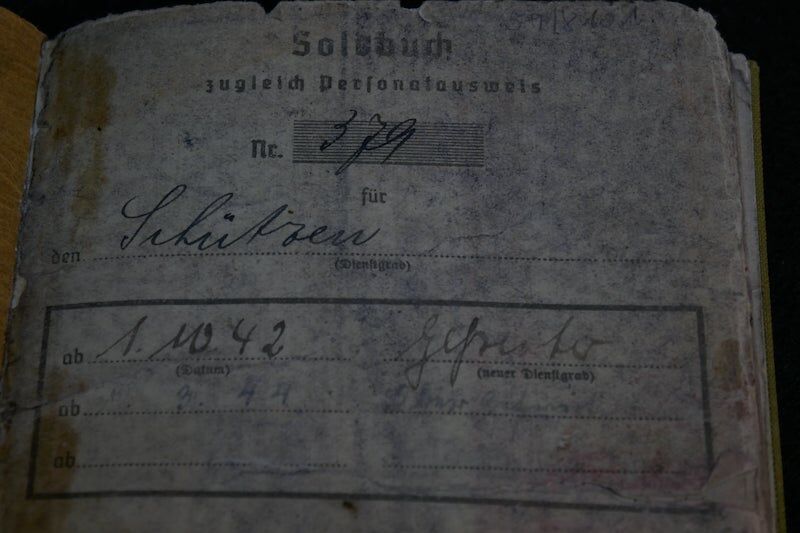 Soldbuch
zugleich Personalausweis
Nr. 379
für
den Schützen
(Dienstgrad)
ab 1.10.42 Gefreiter
(Datum) (neuer Dienstgrad)
ab 44
ab